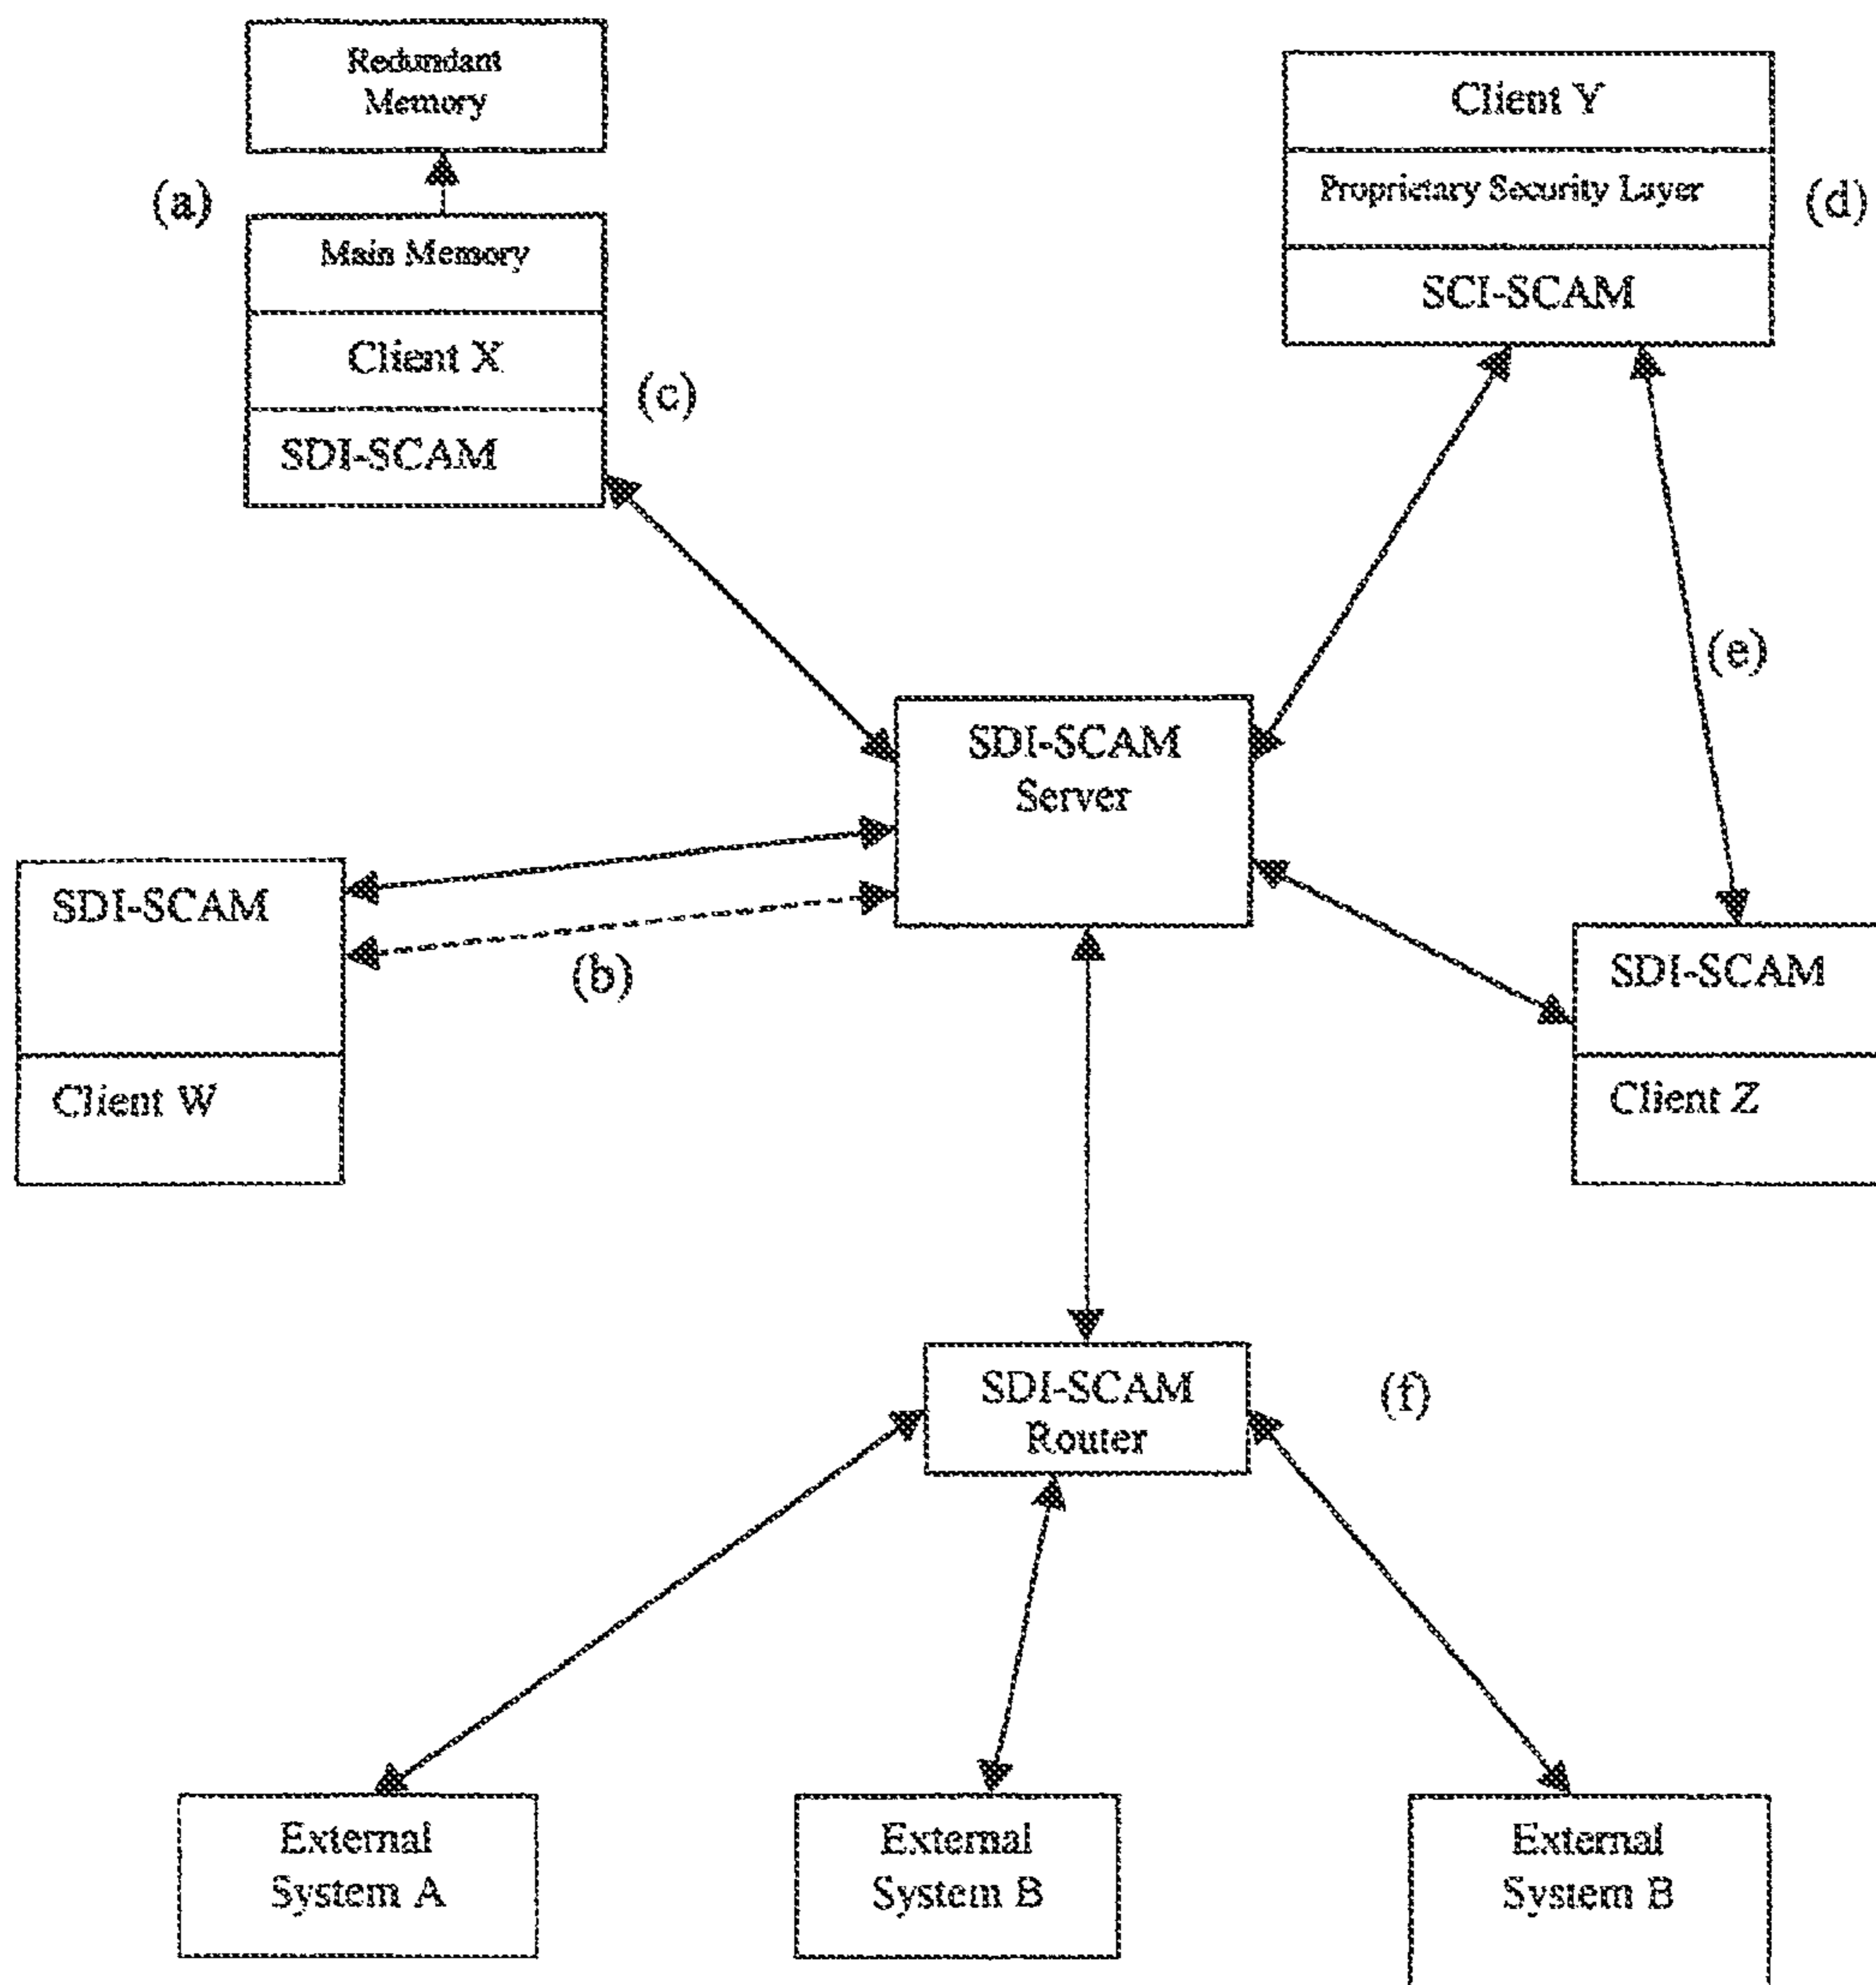 Redundant
Memory
(a)
Main Memory
Client X
(c)
SDI-SCAM
Client Y
Proprietary Security Layer
(d)
SCI-SCAM
(e)
SDI-SCAM
Server
SDI-SCAM
Client W
(b)
SDI-SCAM
Client Z
SDI-SCAM
Router
(f)
External
System A
External
System B
External
System B